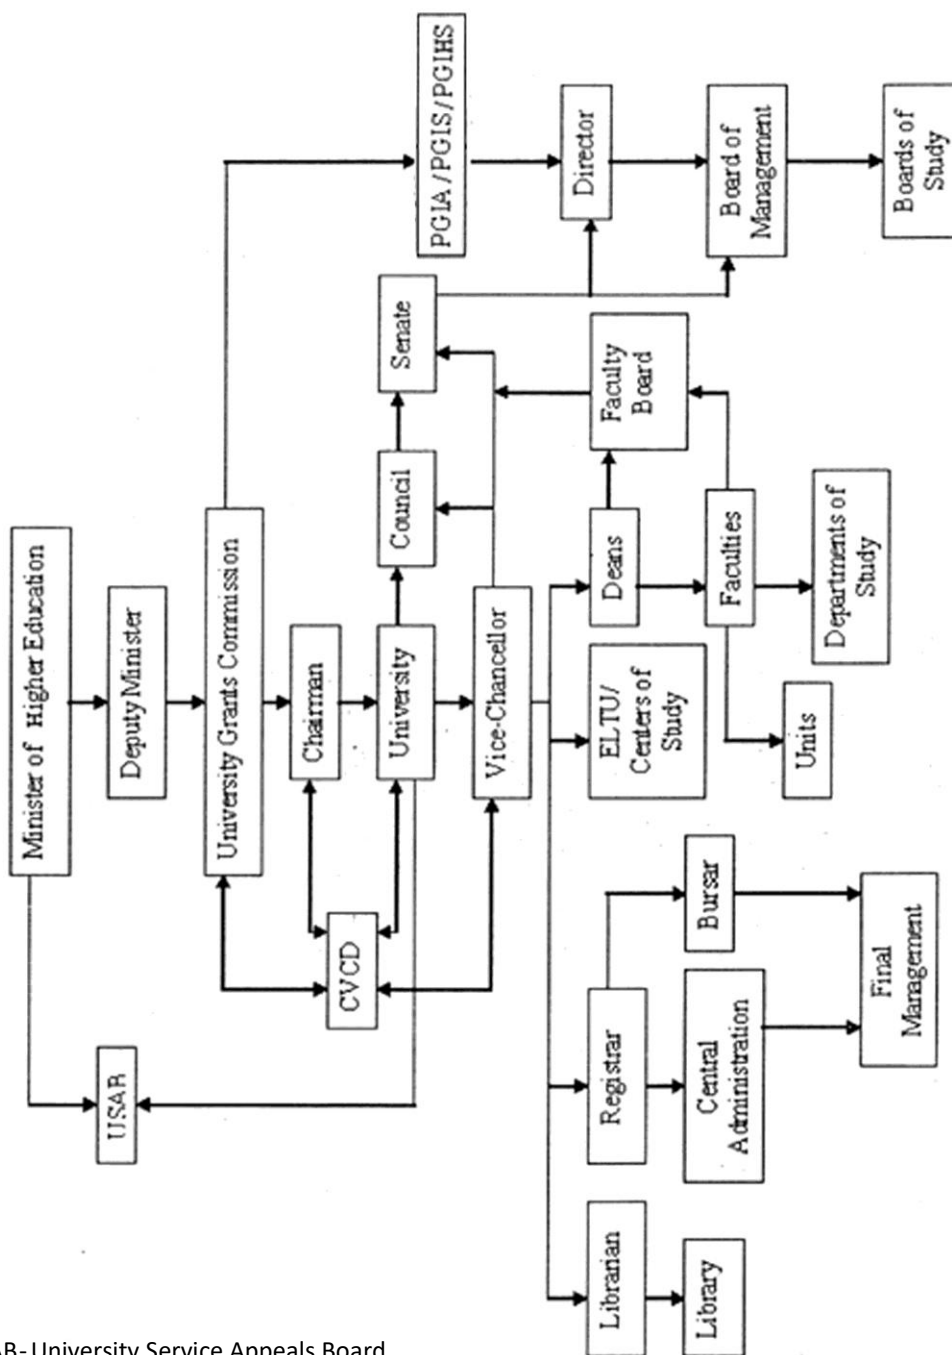 Minister of Higher Education
Deputy Minister
University Grants Commission
Chairman
University
Vice-Chancellor
CVCD
USAB
Council
Senate
PGIA/PGIS/PGIHS
Director
Board of
Management
Boards of
Study
Faculty
Board
Deans
Faculties
Departments of
Study
Units
ELTU/
Centers of
Study
Registrar
Bursar
Central
Administration
Final
Management
Librarian
Library
AB-University Service Appeals Board